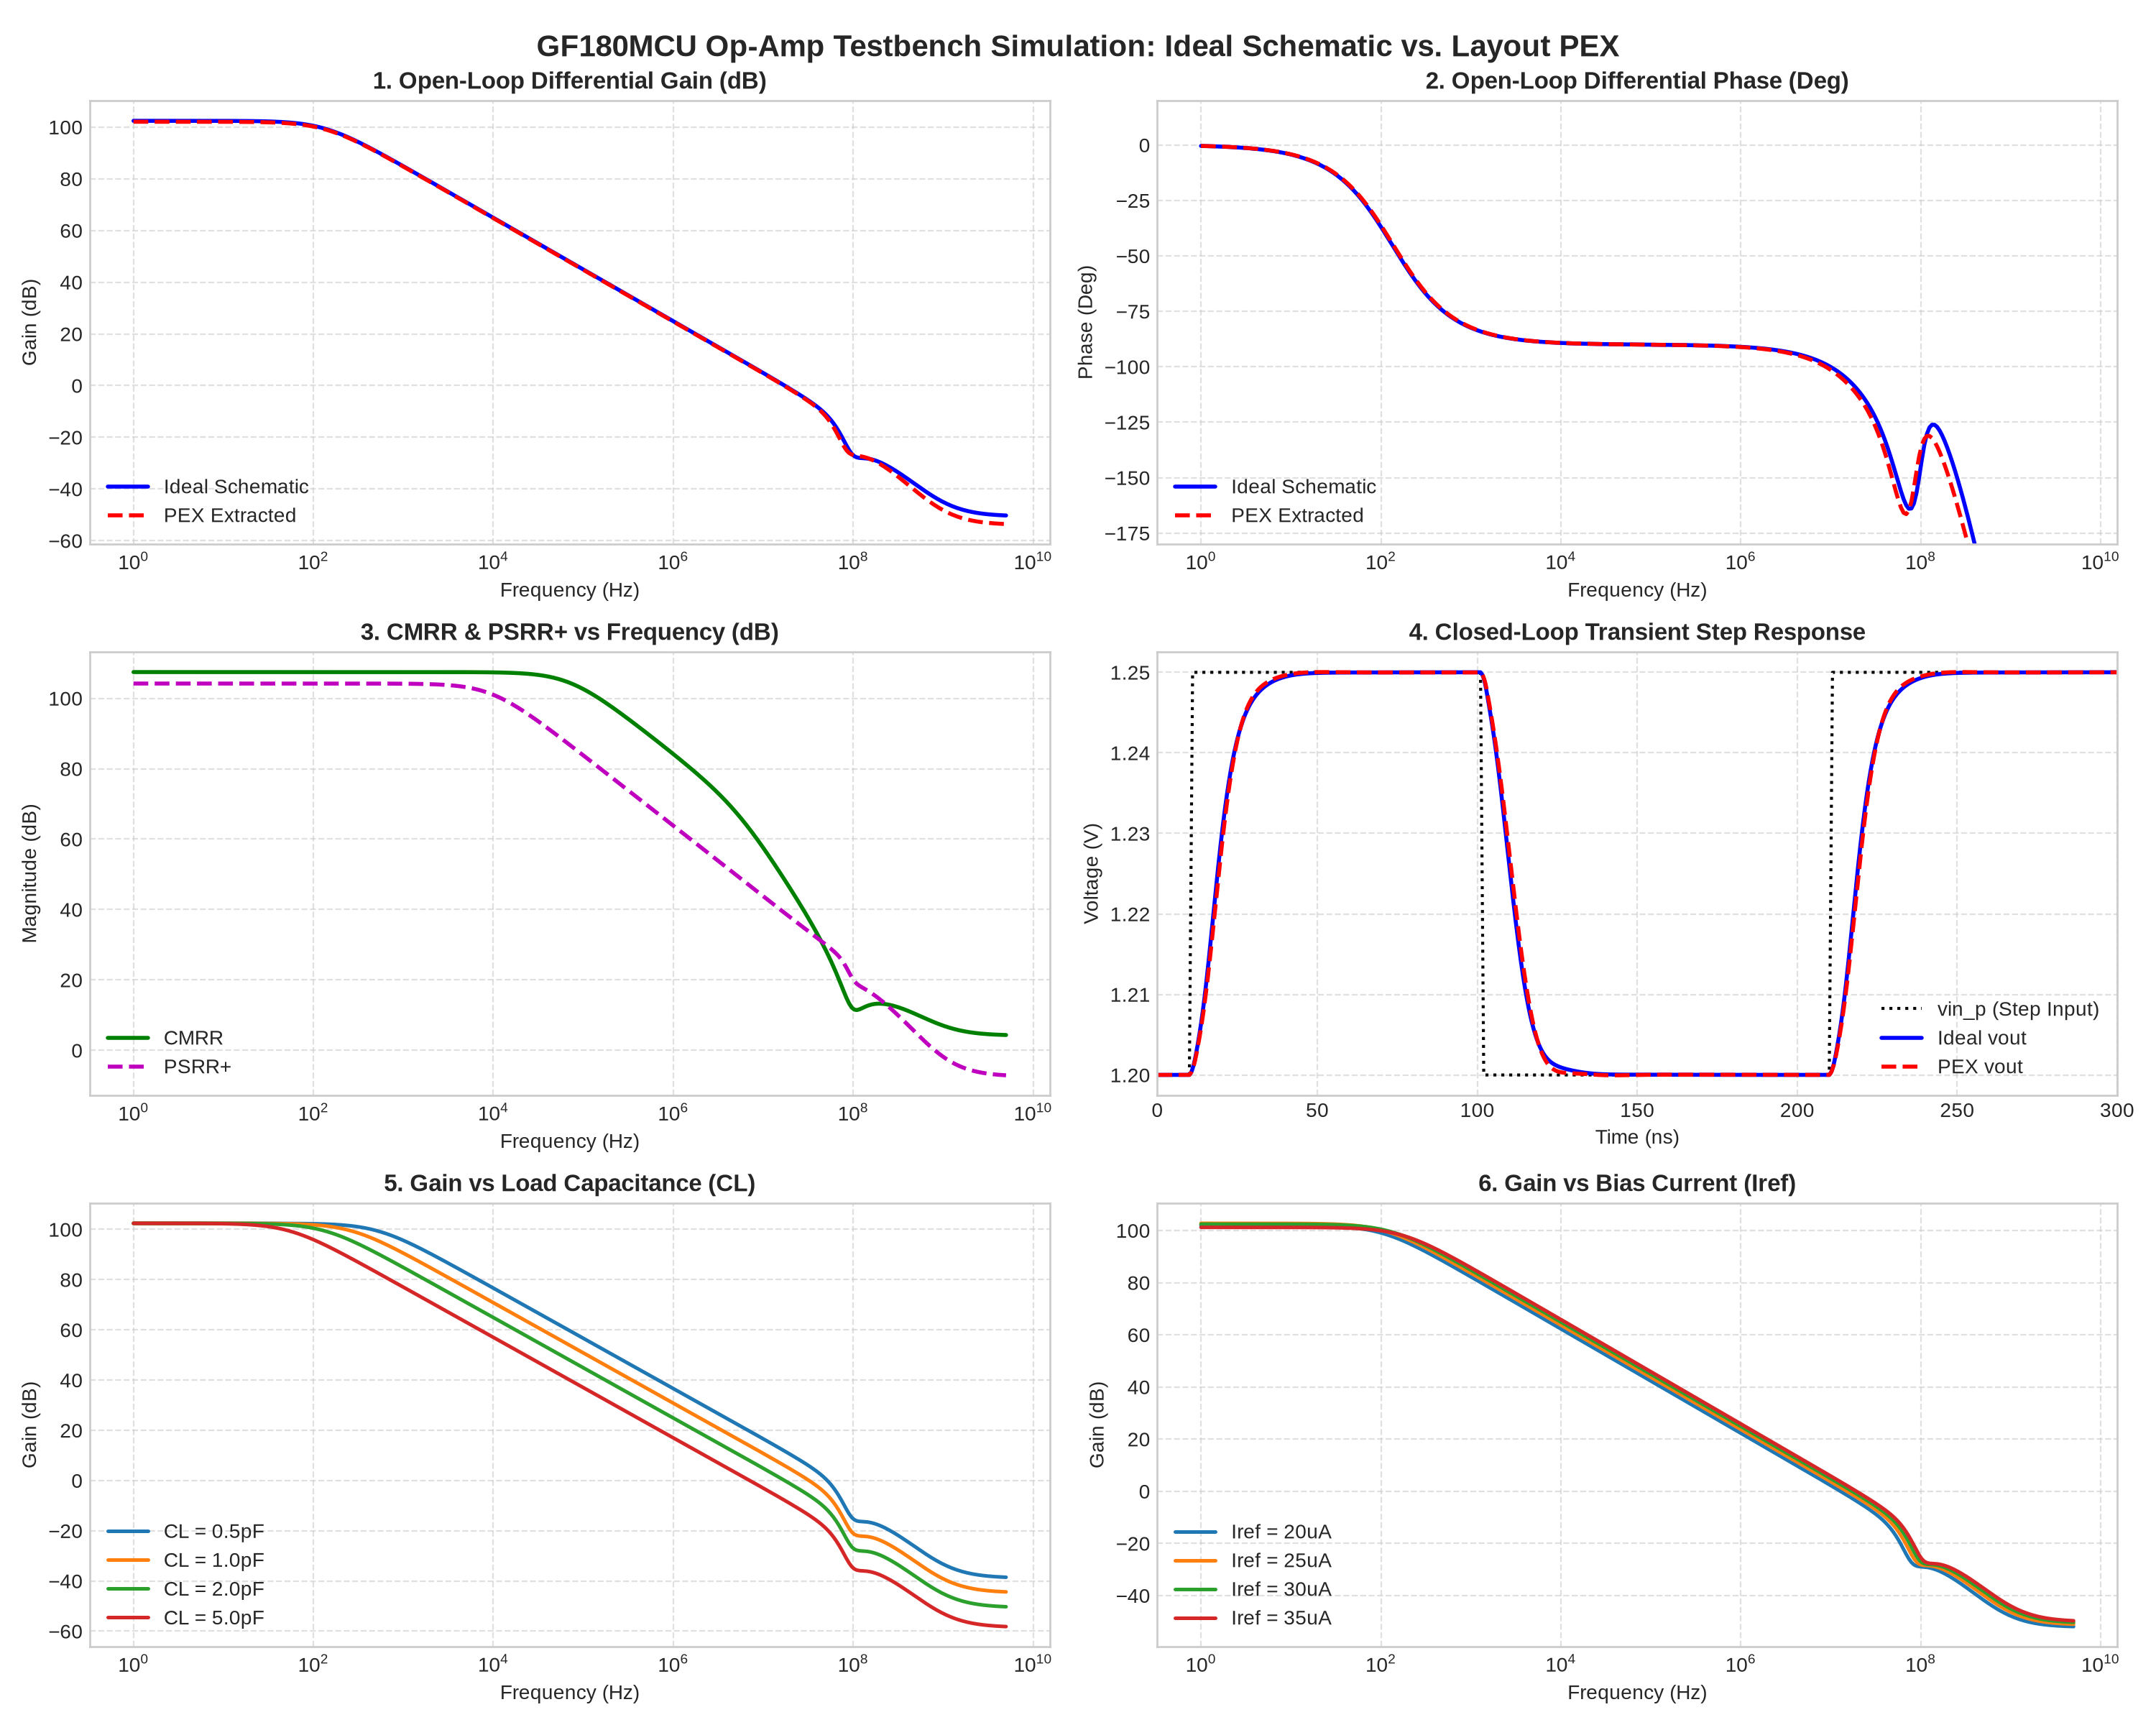 GF180MCU Op-Amp Testbench Simulation: Ideal Schematic vs. Layout PEX
1. Open-Loop Differential Gain (dB)
100
80
60
40
20
0
−20
−40
−60
Gain (dB)
Ideal Schematic
PEX Extracted
10⁰ 10² 10⁴ 10⁶ 10⁸ 10¹⁰
Frequency (Hz)
2. Open-Loop Differential Phase (Deg)
0
−25
−50
−75
−100
−125
−150
−175
Phase (Deg)
Ideal Schematic
PEX Extracted
10⁰ 10² 10⁴ 10⁶ 10⁸ 10¹⁰
Frequency (Hz)
3. CMRR & PSRR+ vs Frequency (dB)
100
80
60
40
20
0
Magnitude (dB)
CMRR
PSRR+
10⁰ 10² 10⁴ 10⁶ 10⁸ 10¹⁰
Frequency (Hz)
4. Closed-Loop Transient Step Response
1.25
1.24
1.23
1.22
1.21
1.20
Voltage (V)
vin_p (Step Input)
Ideal vout
PEX vout
0 50 100 150 200 250 300
Time (ns)
5. Gain vs Load Capacitance (CL)
100
80
60
40
20
0
−20
−40
−60
Gain (dB)
CL = 0.5pF
CL = 1.0pF
CL = 2.0pF
CL = 5.0pF
10⁰ 10² 10⁴ 10⁶ 10⁸ 10¹⁰
Frequency (Hz)
6. Gain vs Bias Current (Iref)
100
80
60
40
20
0
−20
−40
Gain (dB)
Iref = 20uA
Iref = 25uA
Iref = 30uA
Iref = 35uA
10⁰ 10² 10⁴ 10⁶ 10⁸ 10¹⁰
Frequency (Hz)